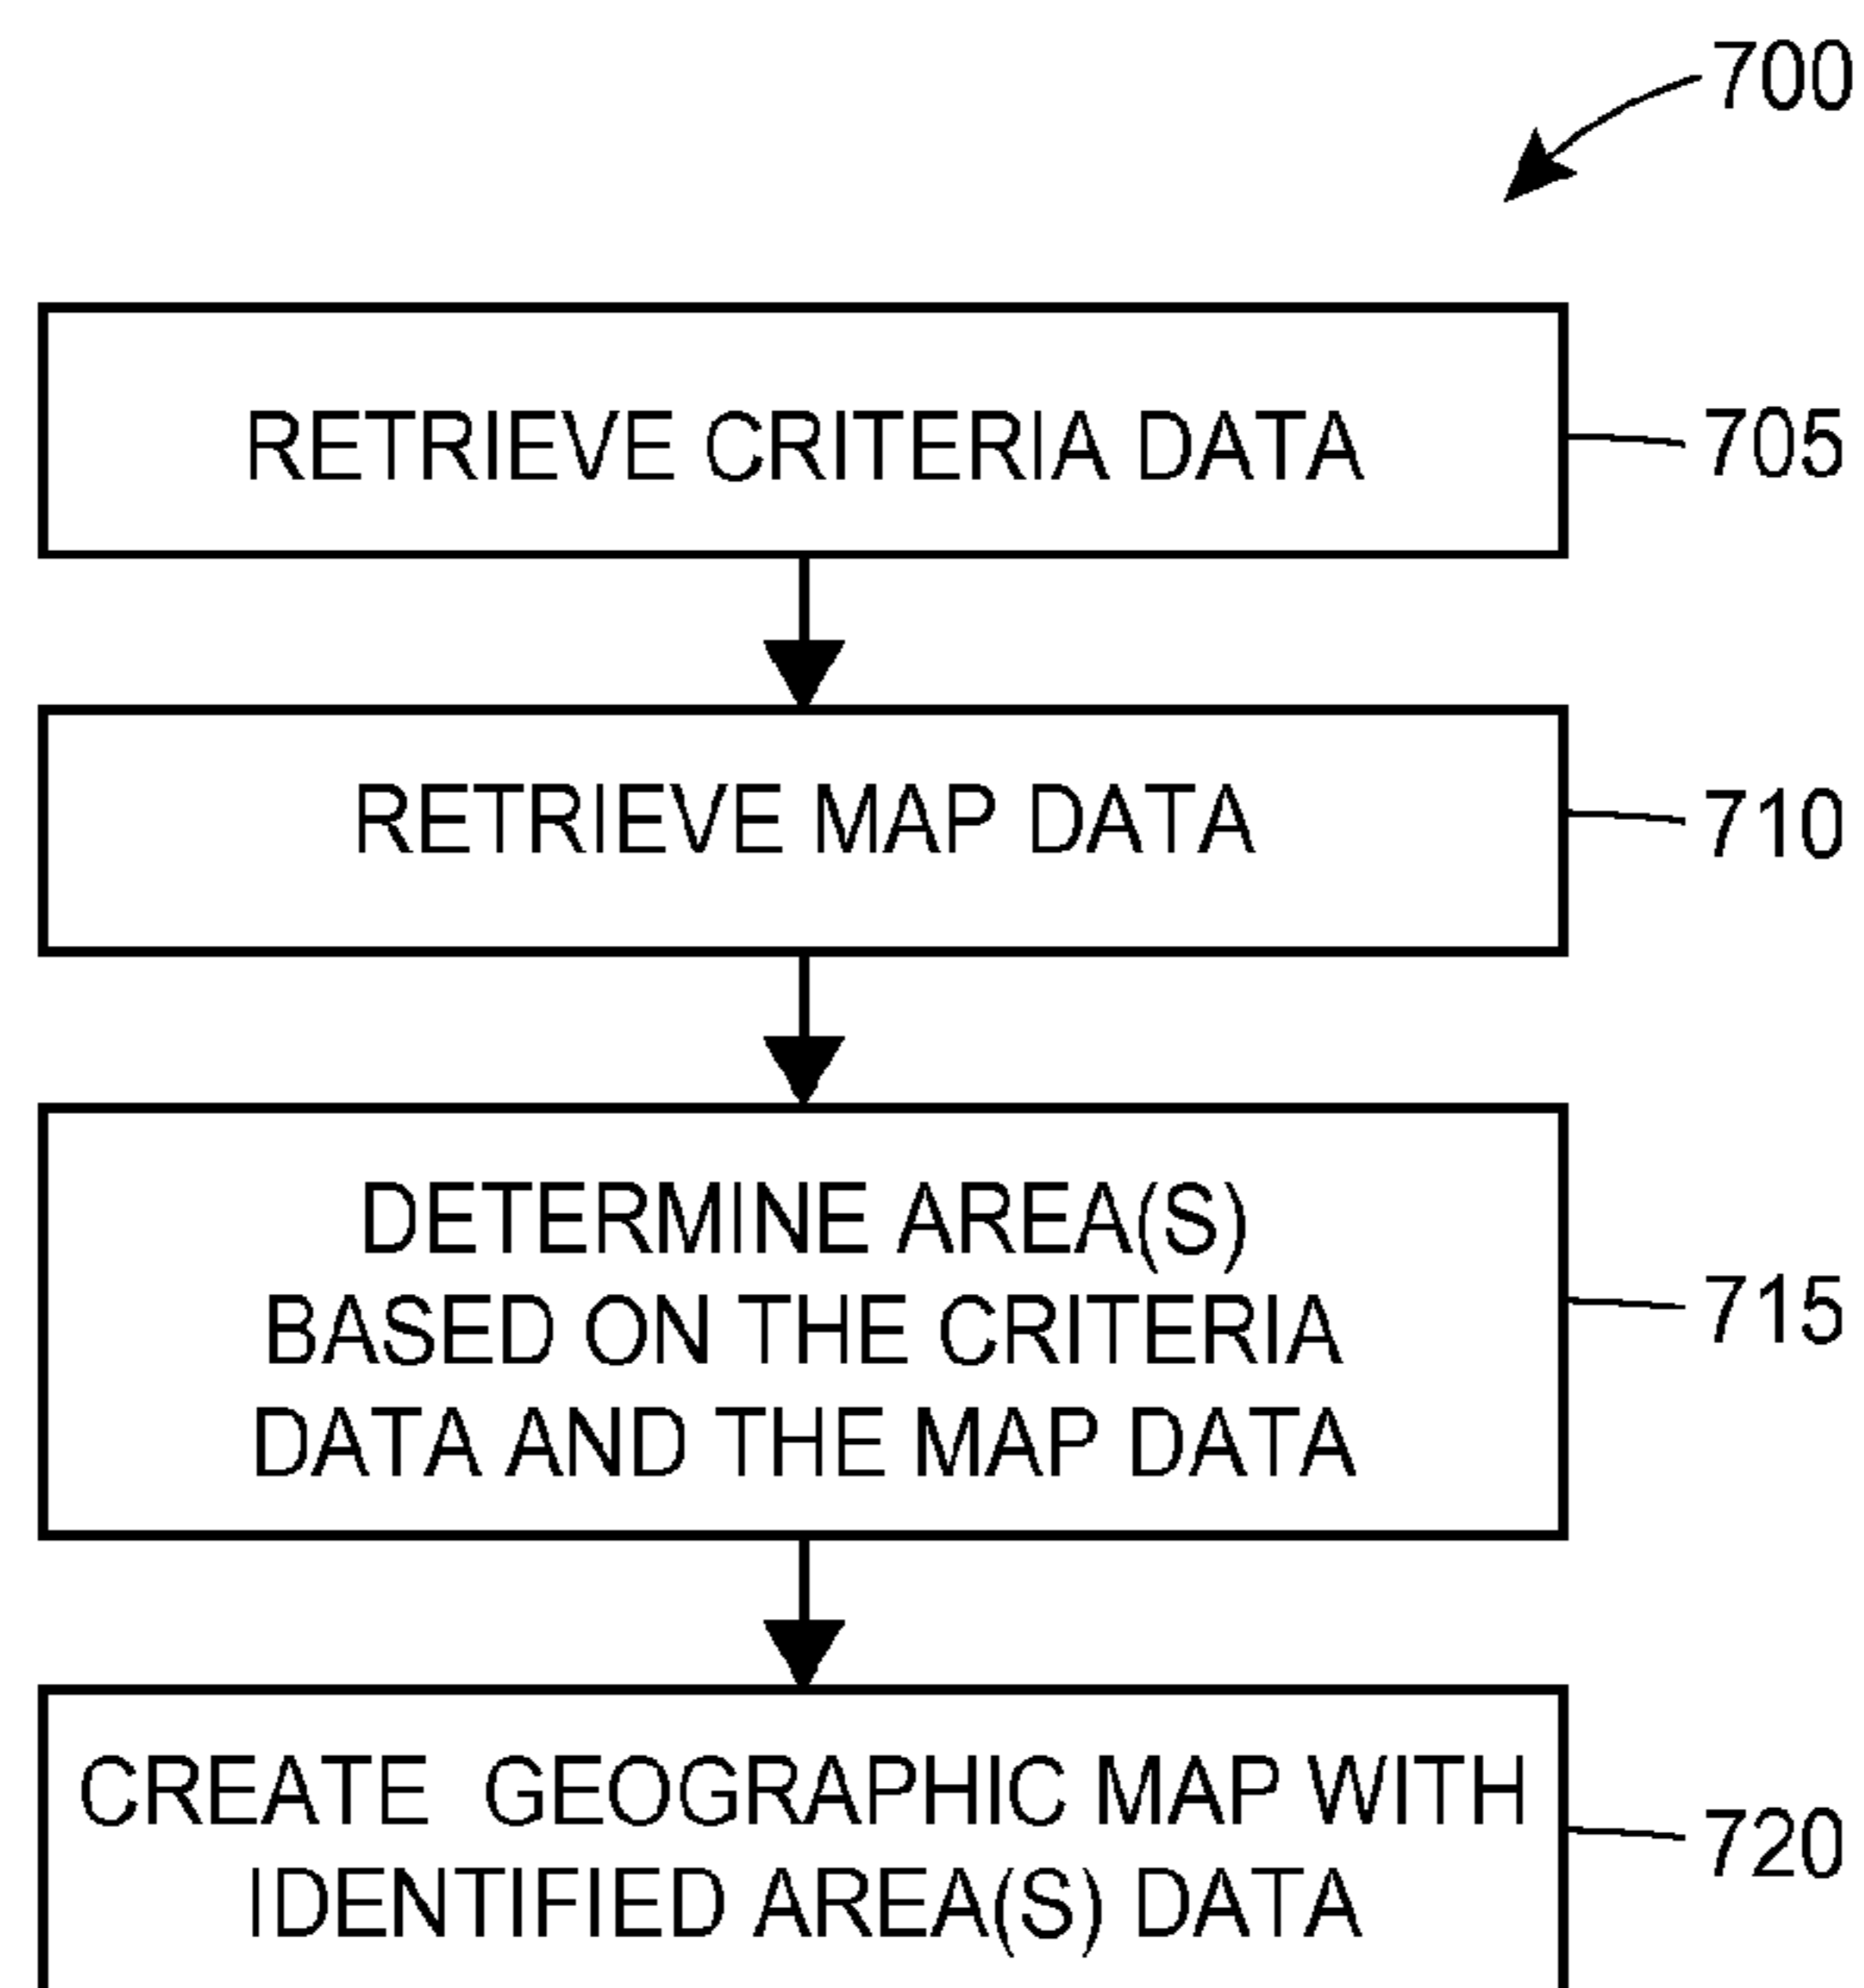 700
RETRIEVE CRITERIA DATA
705
RETRIEVE MAP DATA
710
DETERMINE AREA(S)
BASED ON THE CRITERIA
DATA AND THE MAP DATA
715
CREATE GEOGRAPHIC MAP WITH
IDENTIFIED AREA(S) DATA
720